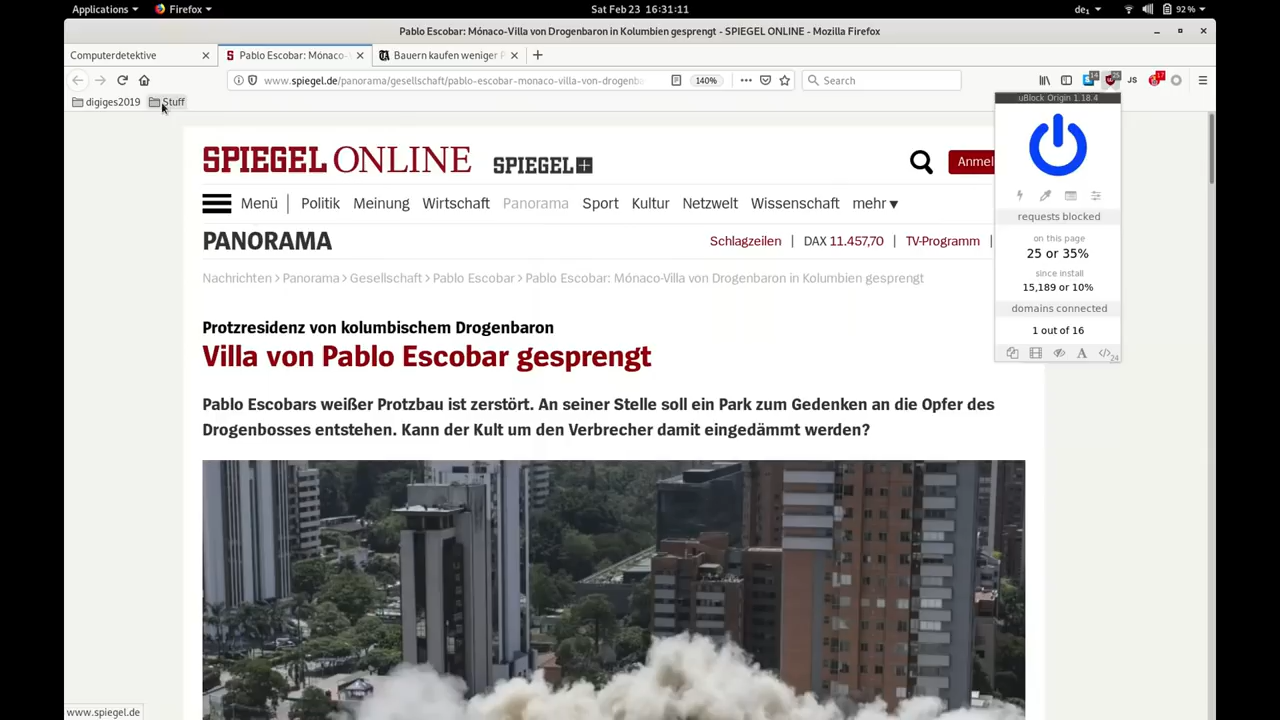 Applications
Firefox
Sat Feb 23 16:31:11
de₁
92%
Pablo Escobar: Mónaco-Villa von Drogenbaron in Kolumbien gesprengt - SPIEGEL ONLINE - Mozilla Firefox
Computerdetektive
Pablo Escobar: Mónaco-
Bauern kaufen weniger
www.spiegel.de/panorama/gesellschaft/pablo-escobar-monaco-villa-von-drogenb
140%
Search
JS
digiges2019
Stuff
uBlock Origin 1.18.4
SPIEGEL ONLINE
SPIEGEL+
Anmel
Menü
Politik
Meinung
Wirtschaft
Panorama
Sport
Kultur
Netzwelt
Wissenschaft
mehr ▼
PANORAMA
Schlagzeilen | DAX 11.457,70 | TV-Programm |
Nachrichten > Panorama > Gesellschaft > Pablo Escobar > Pablo Escobar: Mónaco-Villa von Drogenbaron in Kolumbien gesprengt
requests blocked
on this page
25 or 35%
since install
15,189 or 10%
domains connected
1 out of 16
24
Protzresidenz von kolumbischem Drogenbaron
Villa von Pablo Escobar gesprengt
Pablo Escobars weißer Protzbau ist zerstört. An seiner Stelle soll ein Park zum Gedenken an die Opfer des
Drogenbosses entstehen. Kann der Kult um den Verbrecher damit eingedämmt werden?
www.spiegel.de